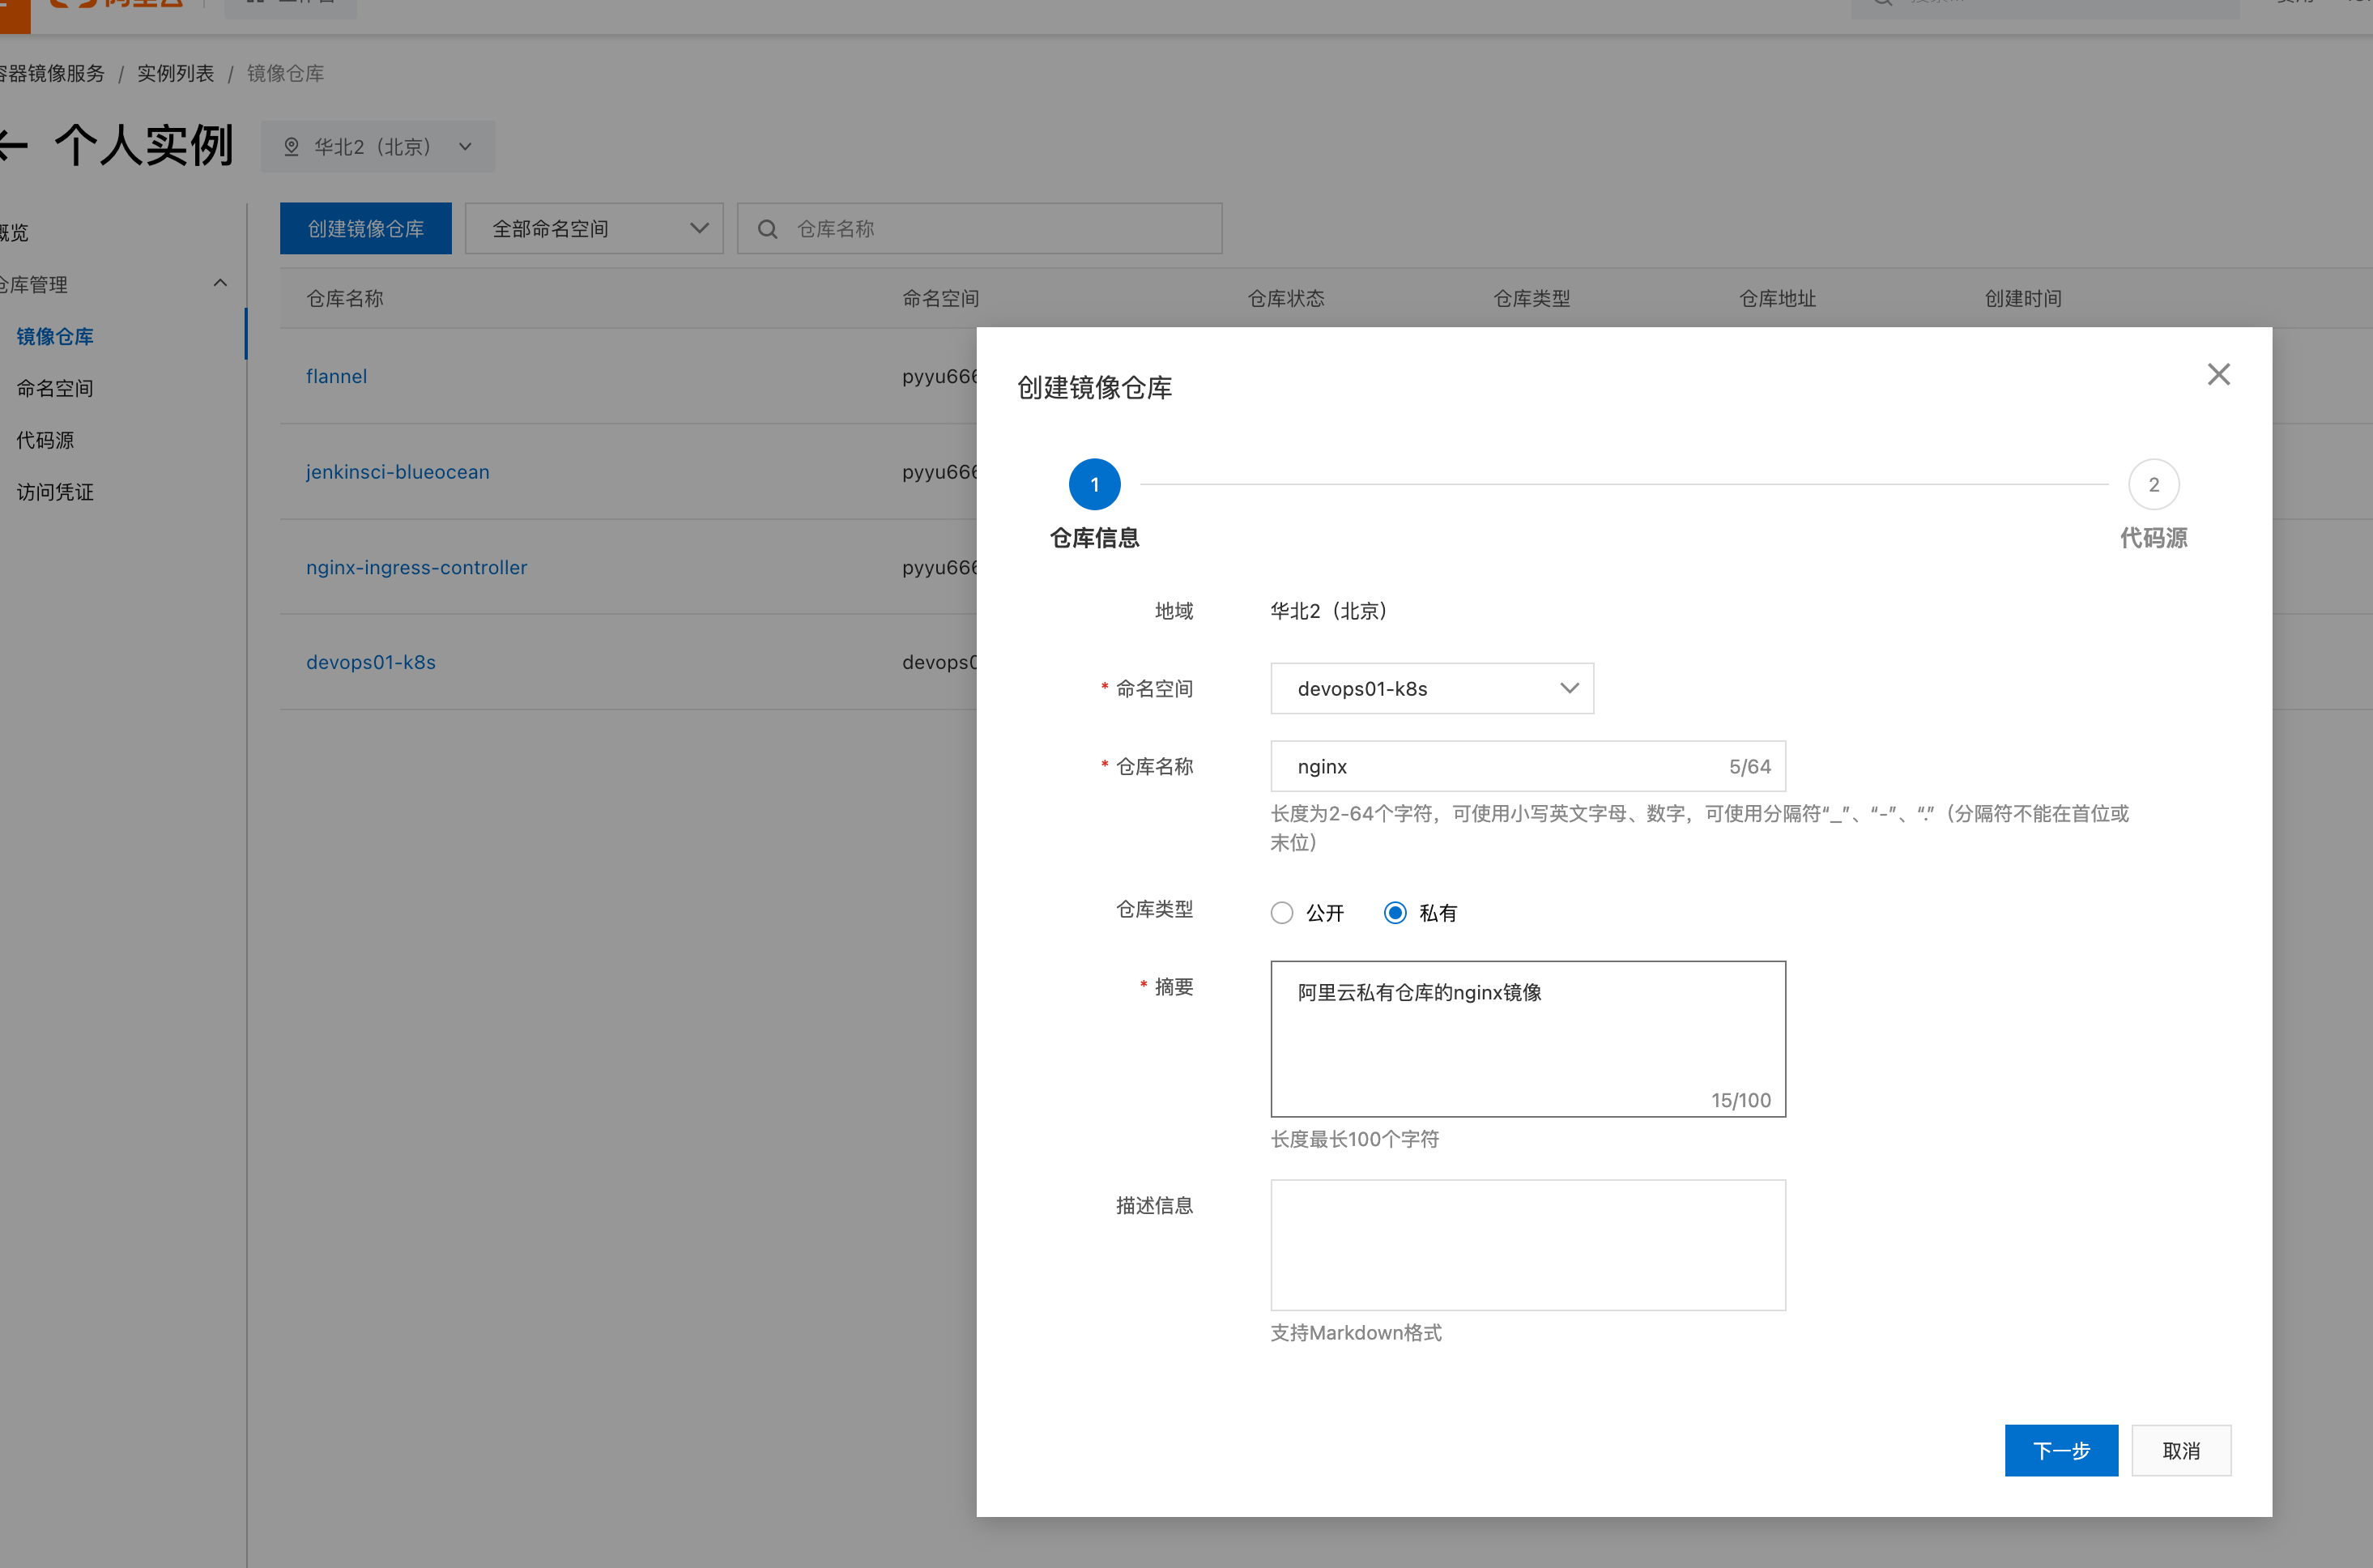 阿里云
容器镜像服务 / 实例列表 / 镜像仓库
个人实例
华北2（北京）
概览
仓库管理
镜像仓库
命名空间
代码源
访问凭证
创建镜像仓库
全部命名空间
仓库名称
仓库名称 命名空间 仓库状态 仓库类型 仓库地址 创建时间
flannel pyyu666
jenkinsci-blueocean pyyu666
nginx-ingress-controller pyyu666
devops01-k8s devops0
创建镜像仓库
1
仓库信息
2
代码源
地域 华北2（北京）
* 命名空间 devops01-k8s
* 仓库名称 nginx 5/64
长度为2-64个字符，可使用小写英文字母、数字，可使用分隔符“_”、“-”、“.”（分隔符不能在首位或
末位）
仓库类型 公开 私有
* 摘要 阿里云私有仓库的nginx镜像
15/100
长度最长100个字符
描述信息
支持Markdown格式
下一步 取消